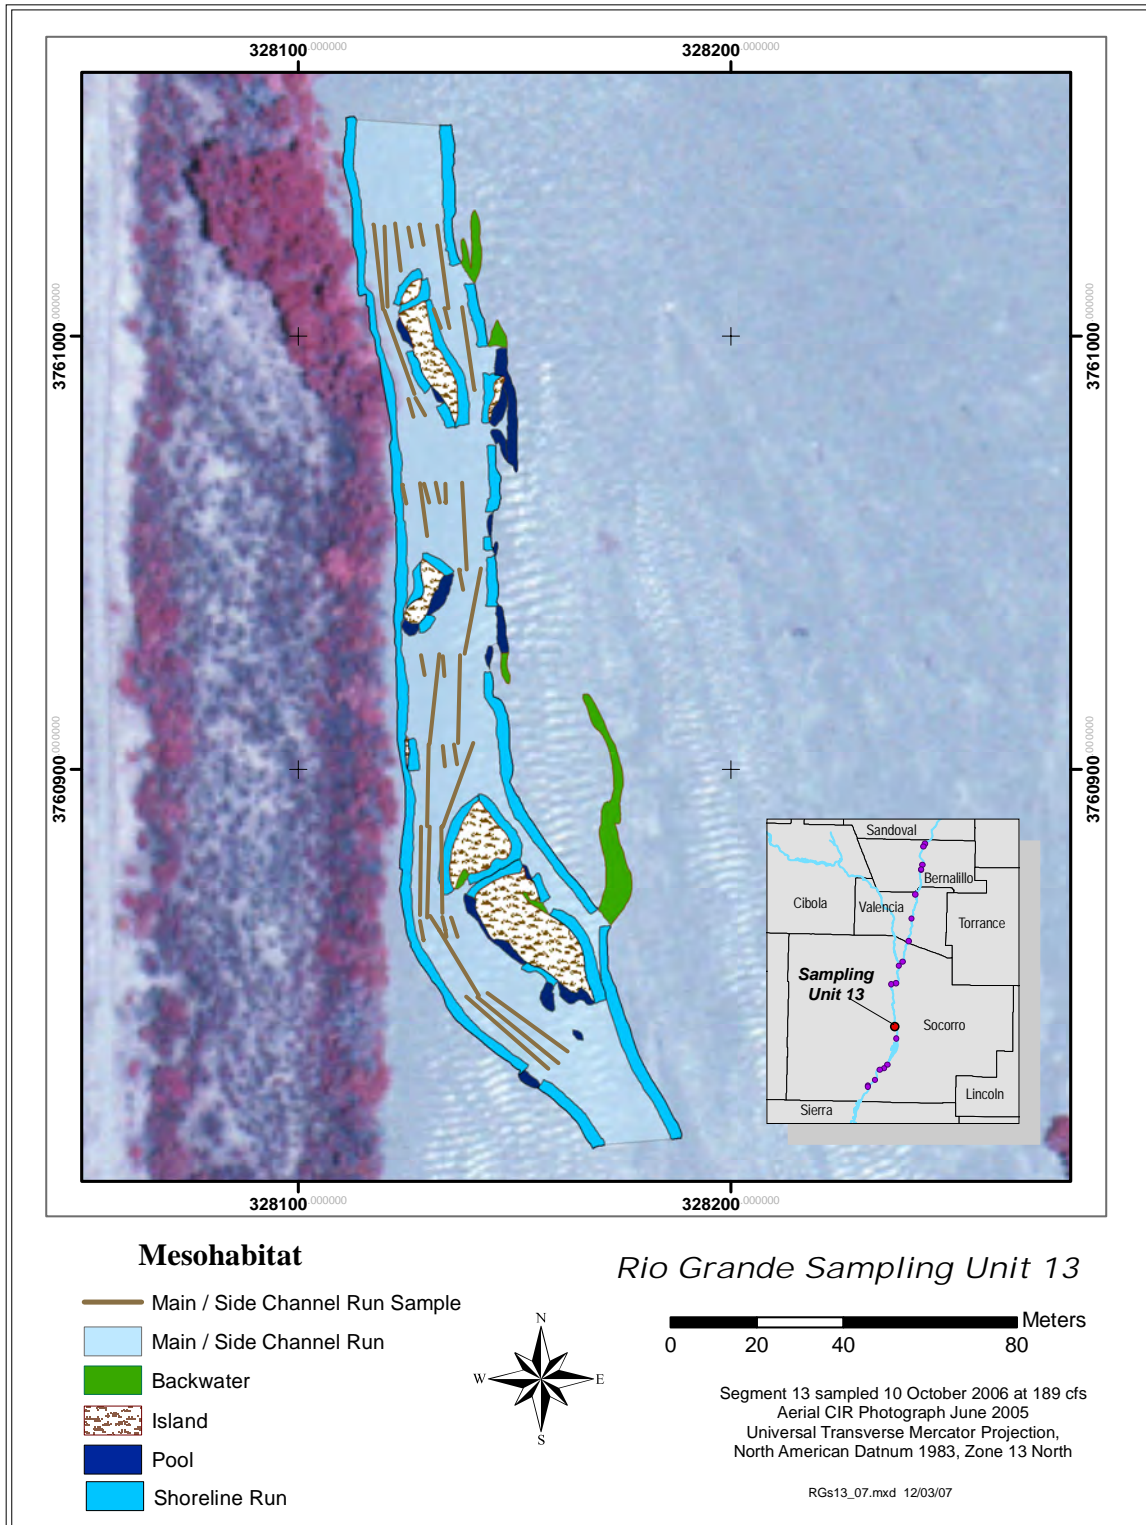 328100.000000 328200.000000
3761000.000000 3761000.000000
3760900.000000 3760900.000000
Sandoval
Bernalillo
Cibola
Valencia
Torrance
Sampling
Unit 13
Socorro
Lincoln
Sierra
328100.000000 328200.000000
Mesohabitat
Main / Side Channel Run Sample
Main / Side Channel Run
Backwater
Island
Pool
Shoreline Run
N
W E
S
Rio Grande Sampling Unit 13
Meters
0 20 40 80
Segment 13 sampled 10 October 2006 at 189 cfs
Aerial CIR Photograph June 2005
Universal Transverse Mercator Projection,
North American Datnum 1983, Zone 13 North
RGs13_07.mxd 12/03/07